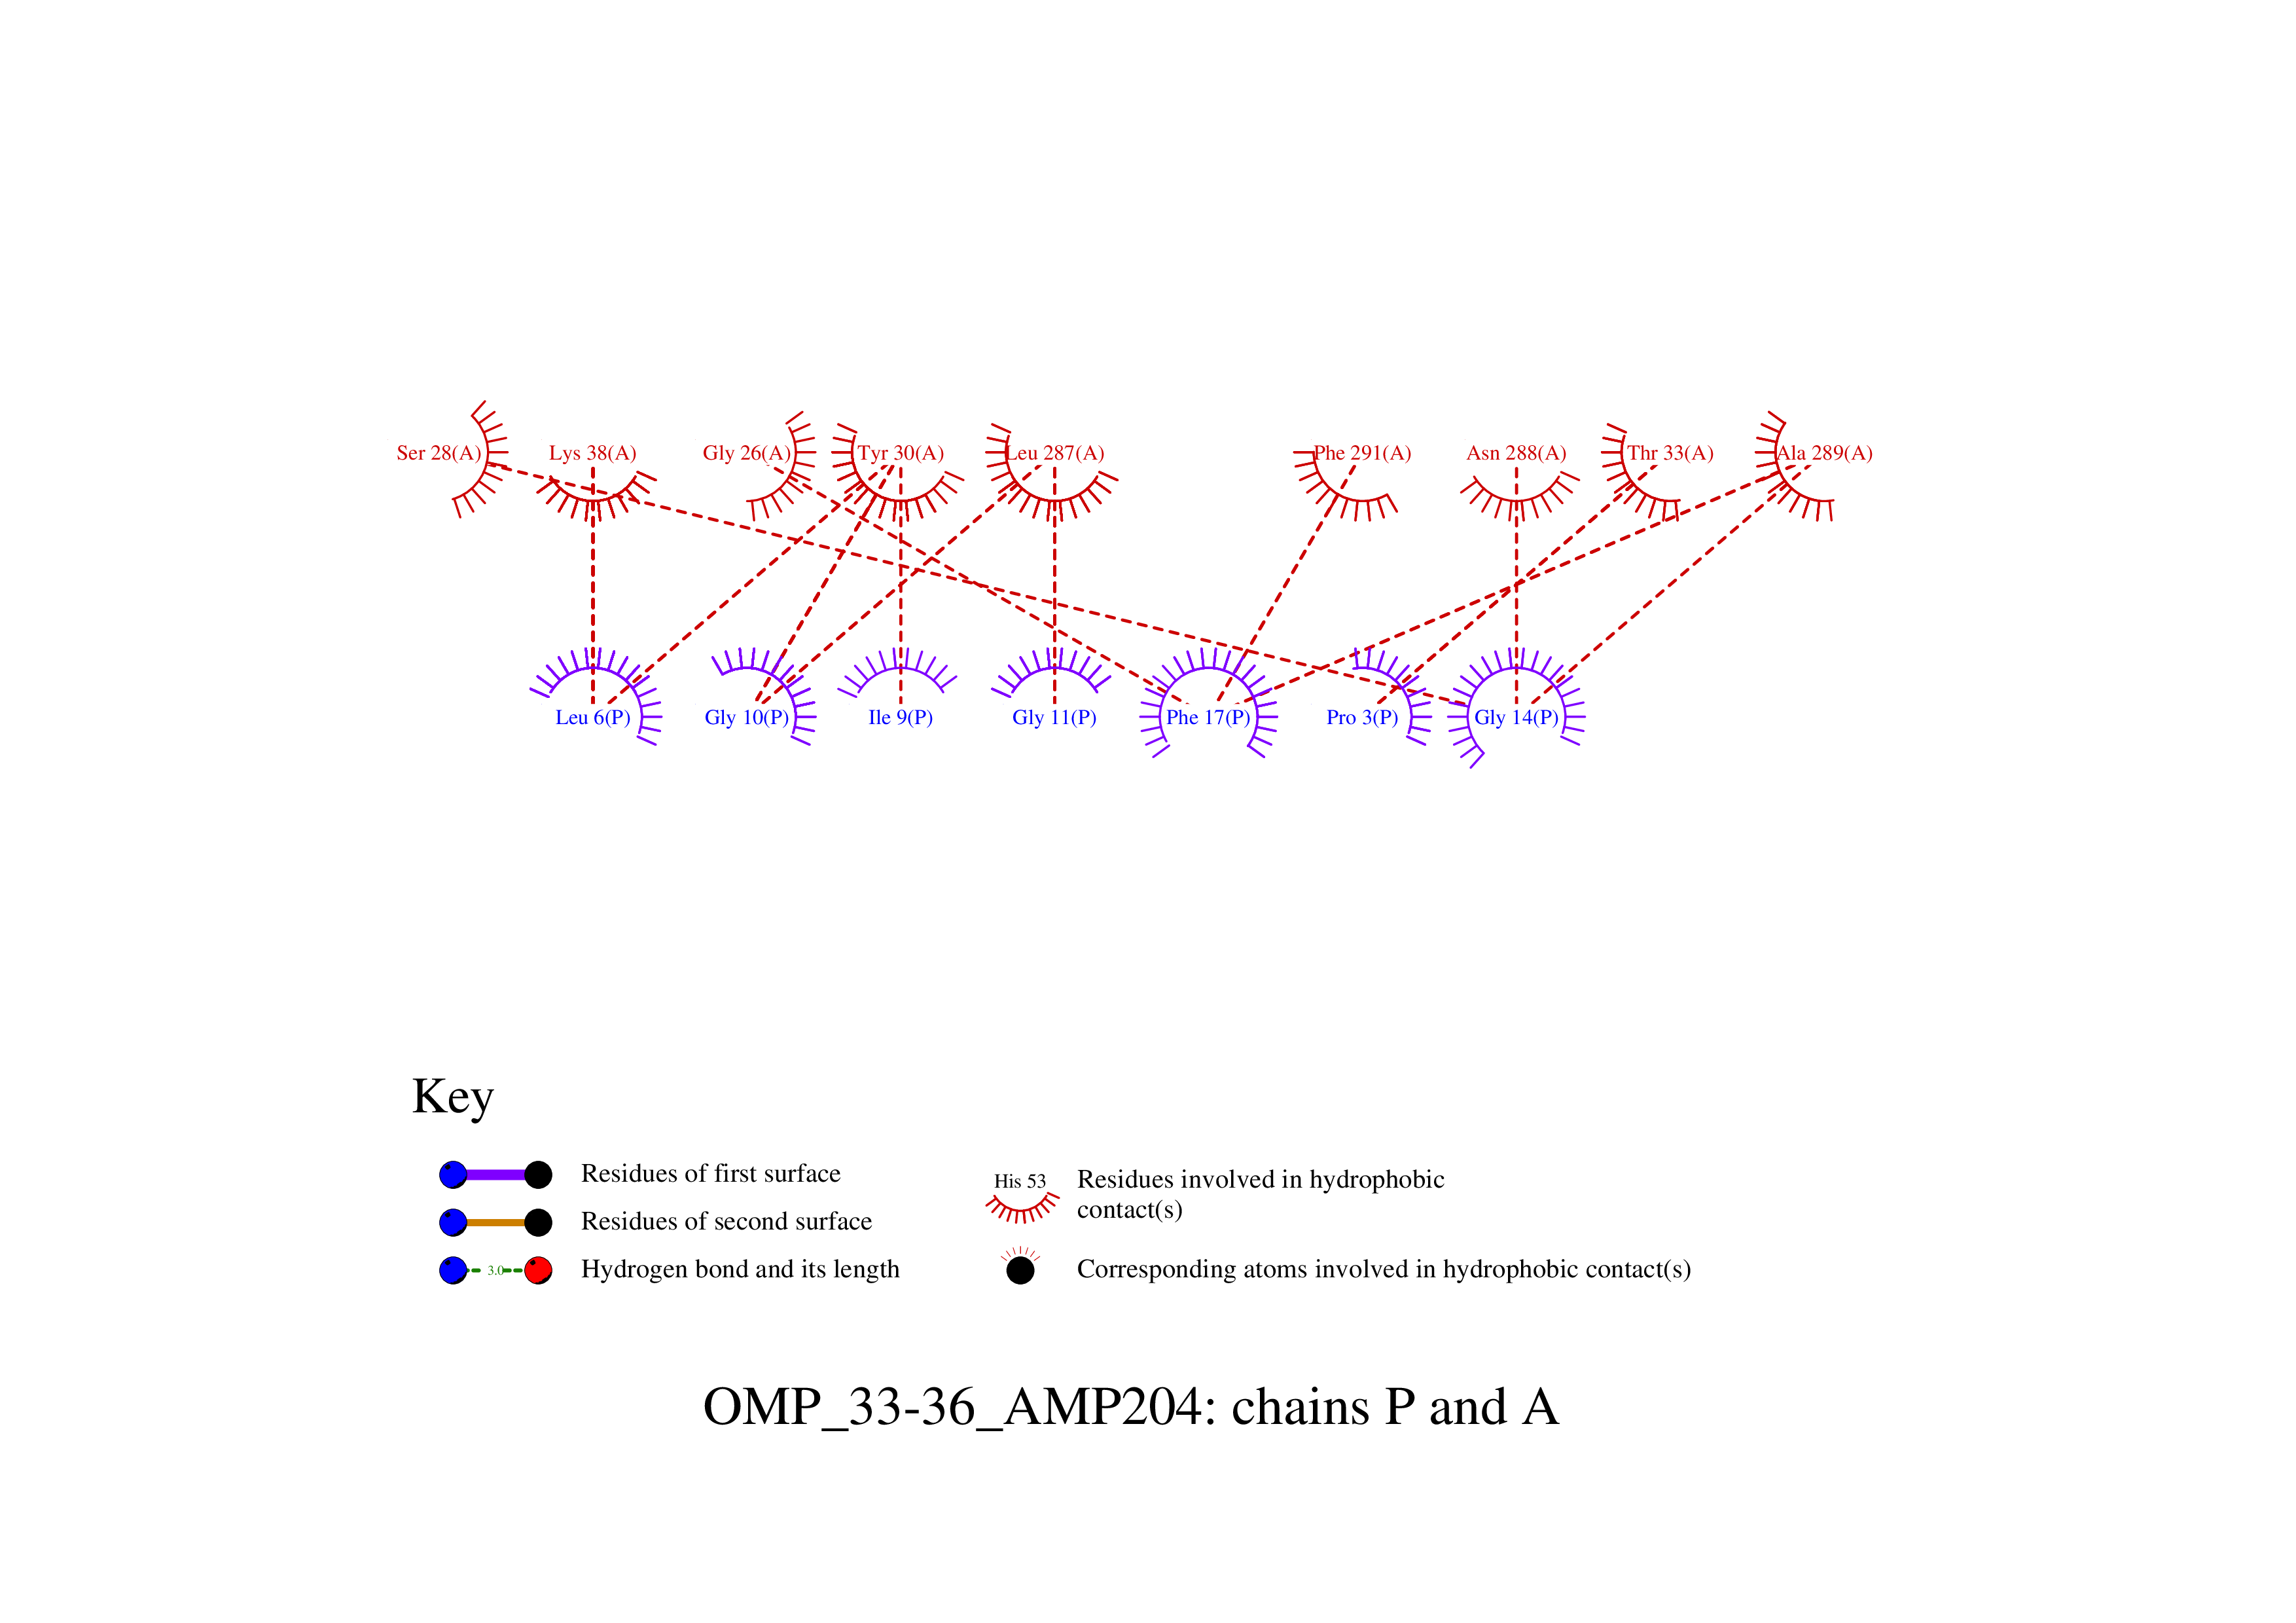 Ser 28(A) Lys 38(A) Gly 26(A) Tyr 30(A) Leu 287(A) Phe 291(A) Asn 288(A) Thr 33(A) Ala 289(A)
Leu 6(P) Gly 10(P) Ile 9(P) Gly 11(P) Phe 17(P) Pro 3(P) Gly 14(P)
Key
Residues of first surface
Residues of second surface
3.0 Hydrogen bond and its length
His 53 Residues involved in hydrophobic
contact(s)
Corresponding atoms involved in hydrophobic contact(s)
OMP_33-36_AMP204: chains P and A